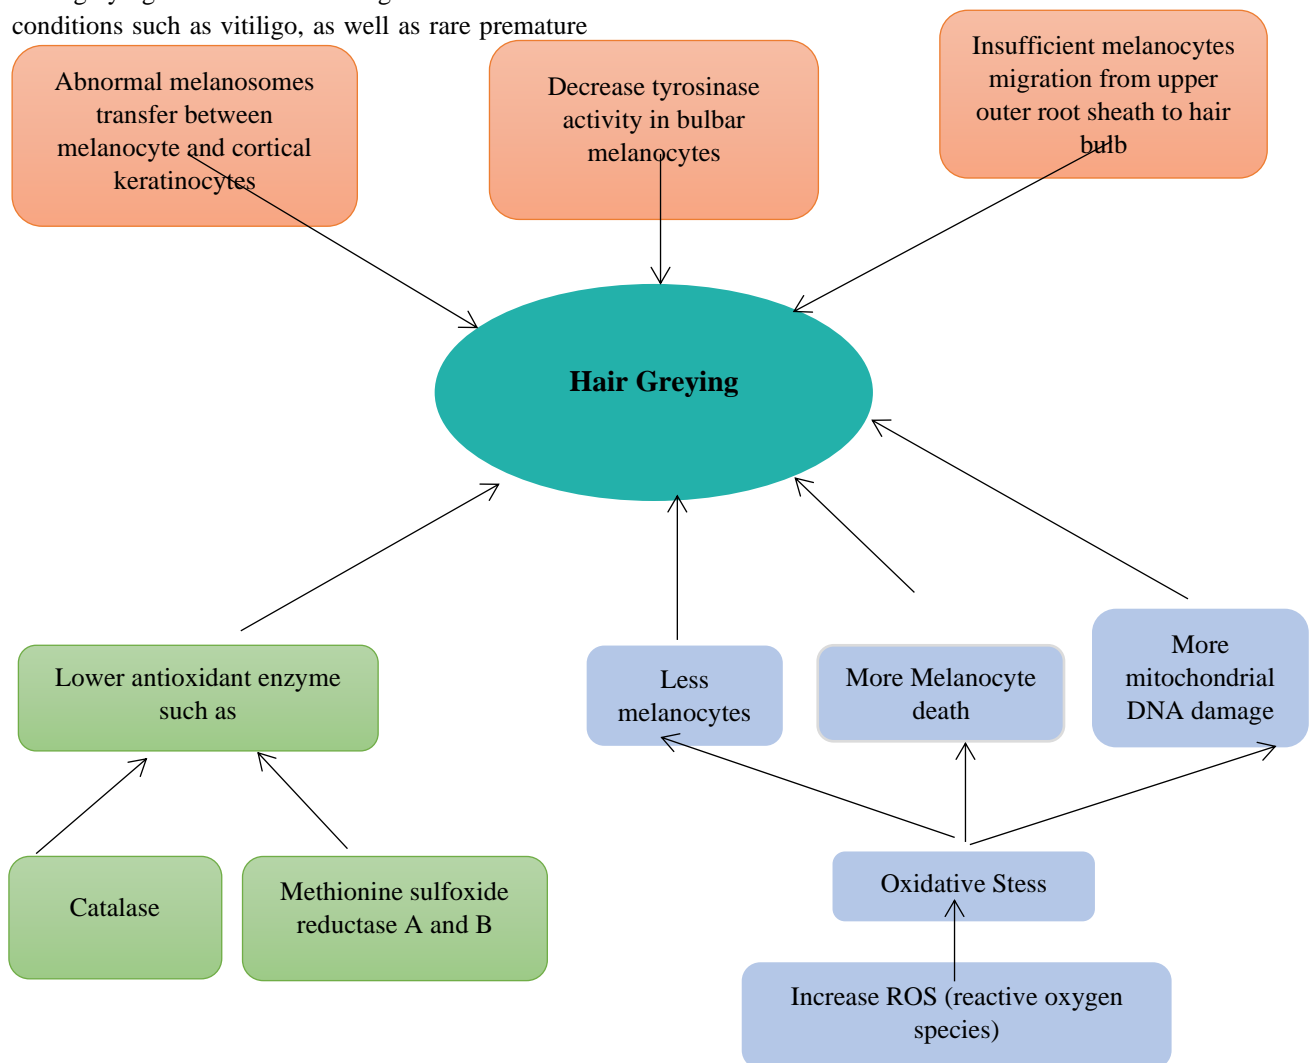 conditions such as vitiligo, as well as rare premature
Abnormal melanosomes
transfer between
melanocyte and cortical
keratinocytes
Decrease tyrosinase
activity in bulbar
melanocytes
Insufficient melanocytes
migration from upper
outer root sheath to hair
bulb
Hair Greying
Lower antioxidant enzyme
such as
Less
melanocytes
More Melanocyte
death
More
mitochondrial
DNA damage
Catalase
Methionine sulfoxide
reductase A and B
Oxidative Stess
Increase ROS (reactive oxygen
species)